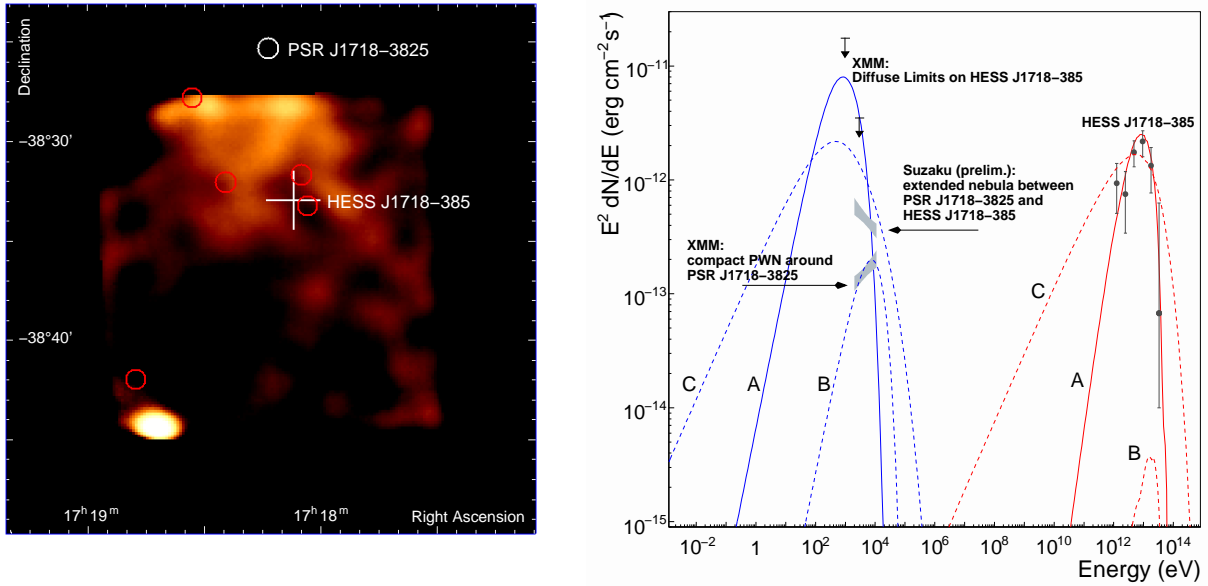 Declination
PSR J1718−3825
−38°30'
HESS J1718−385
−38°40'
17ʰ19ᵐ
17ʰ18ᵐ
Right Ascension
E² dN/dE (erg cm⁻²s⁻¹)
10⁻¹¹
10⁻¹²
10⁻¹³
10⁻¹⁴
10⁻¹⁵
XMM:
Diffuse Limits on HESS J1718-385
HESS J1718-385
Suzaku (prelim.):
extended nebula between
PSR J1718-3825 and
HESS J1718-385
XMM:
compact PWN around
PSR J1718-3825
C
A
B
C
A
B
10⁻²
1
10²
10⁴
10⁶
10⁸
10¹⁰
10¹²
10¹⁴
Energy (eV)